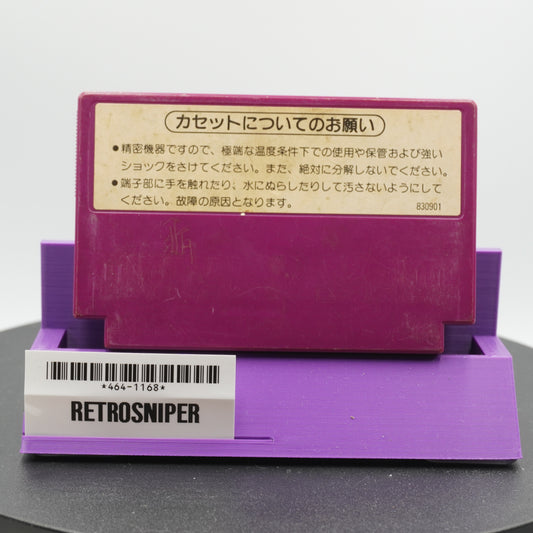 カセットについてのお願い
●精密機器ですので、極端な温度条件下での使用や保管および強い
ショックをさけてください。また、絶対に分解しないでください。
●端子部に手を触れたり、水にぬらしたりして汚さないようにして
ください。故障の原因となります。
830901
*464-1168*
RETROSNIPER